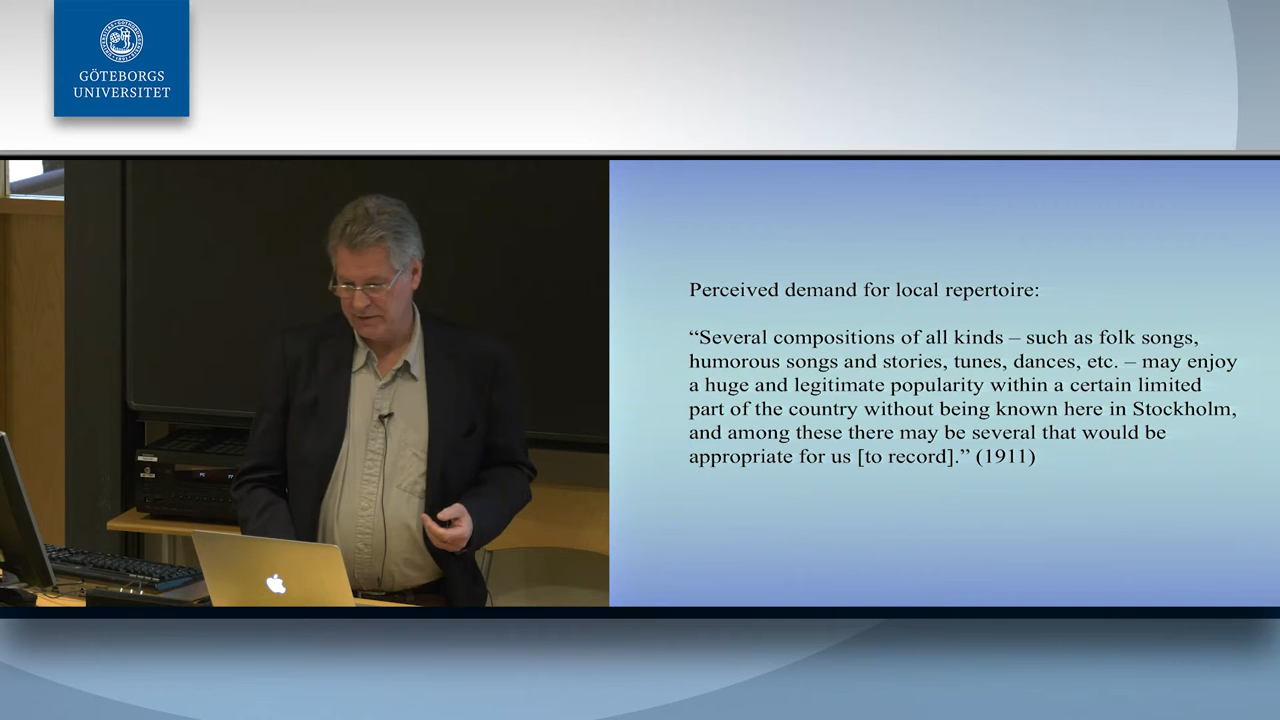 GÖTEBORGS
UNIVERSITET
Perceived demand for local repertoire:
“Several compositions of all kinds – such as folk songs,
humorous songs and stories, tunes, dances, etc. – may enjoy
a huge and legitimate popularity within a certain limited
part of the country without being known here in Stockholm,
and among these there may be several that would be
appropriate for us [to record].” (1911)